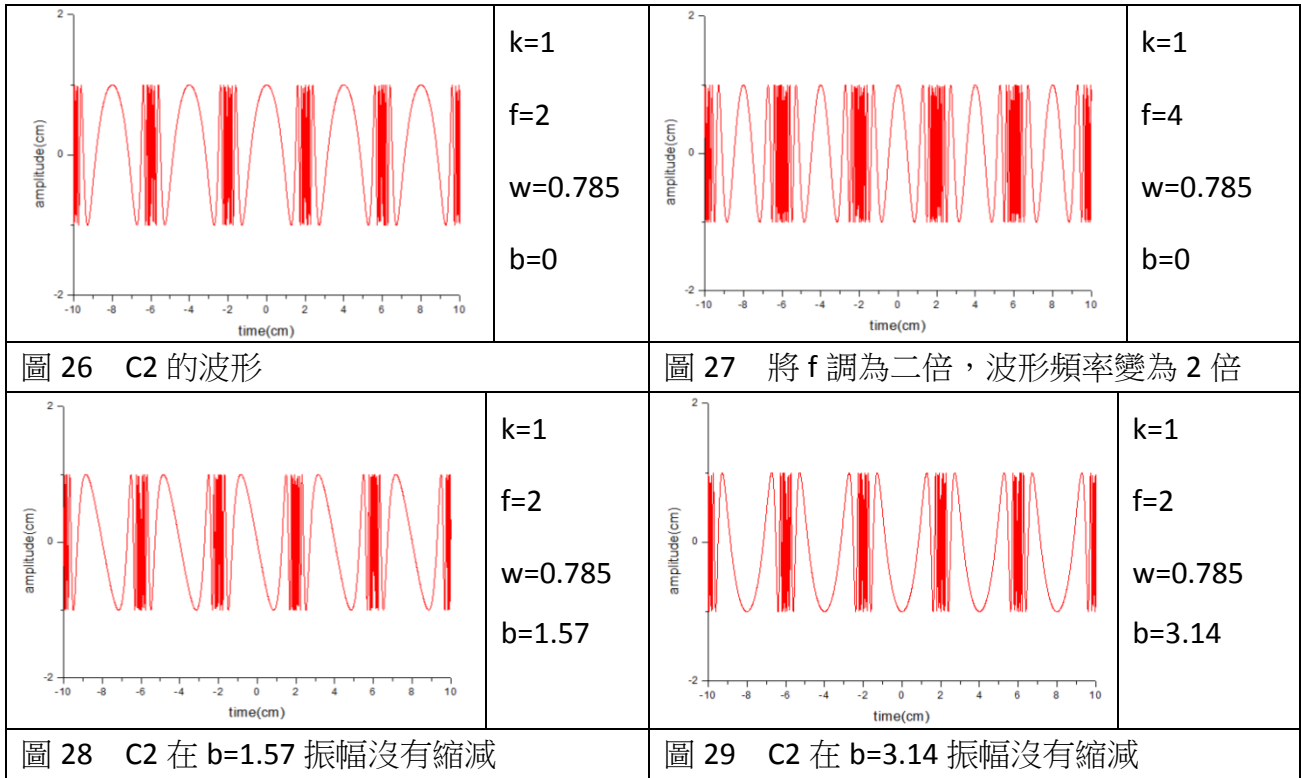 2
0
-2
amplitude(cm)
-10 -8 -6 -4 -2 0 2 4 6 8 10
time(cm)
k=1
f=2
w=0.785
b=0
2
0
-2
amplitude(cm)
-10 -8 -6 -4 -2 0 2 4 6 8 10
time(cm)
k=1
f=4
w=0.785
b=0
圖 26 C2 的波形
圖 27 將 f 調為二倍，波形頻率變為 2 倍
2
0
-2
amplitude(cm)
-10 -8 -6 -4 -2 0 2 4 6 8 10
time(cm)
k=1
f=2
w=0.785
b=1.57
2
0
-2
amplitude(cm)
-10 -8 -6 -4 -2 0 2 4 6 8 10
time(cm)
k=1
f=2
w=0.785
b=3.14
圖 28 C2 在 b=1.57 振幅沒有縮減
圖 29 C2 在 b=3.14 振幅沒有縮減